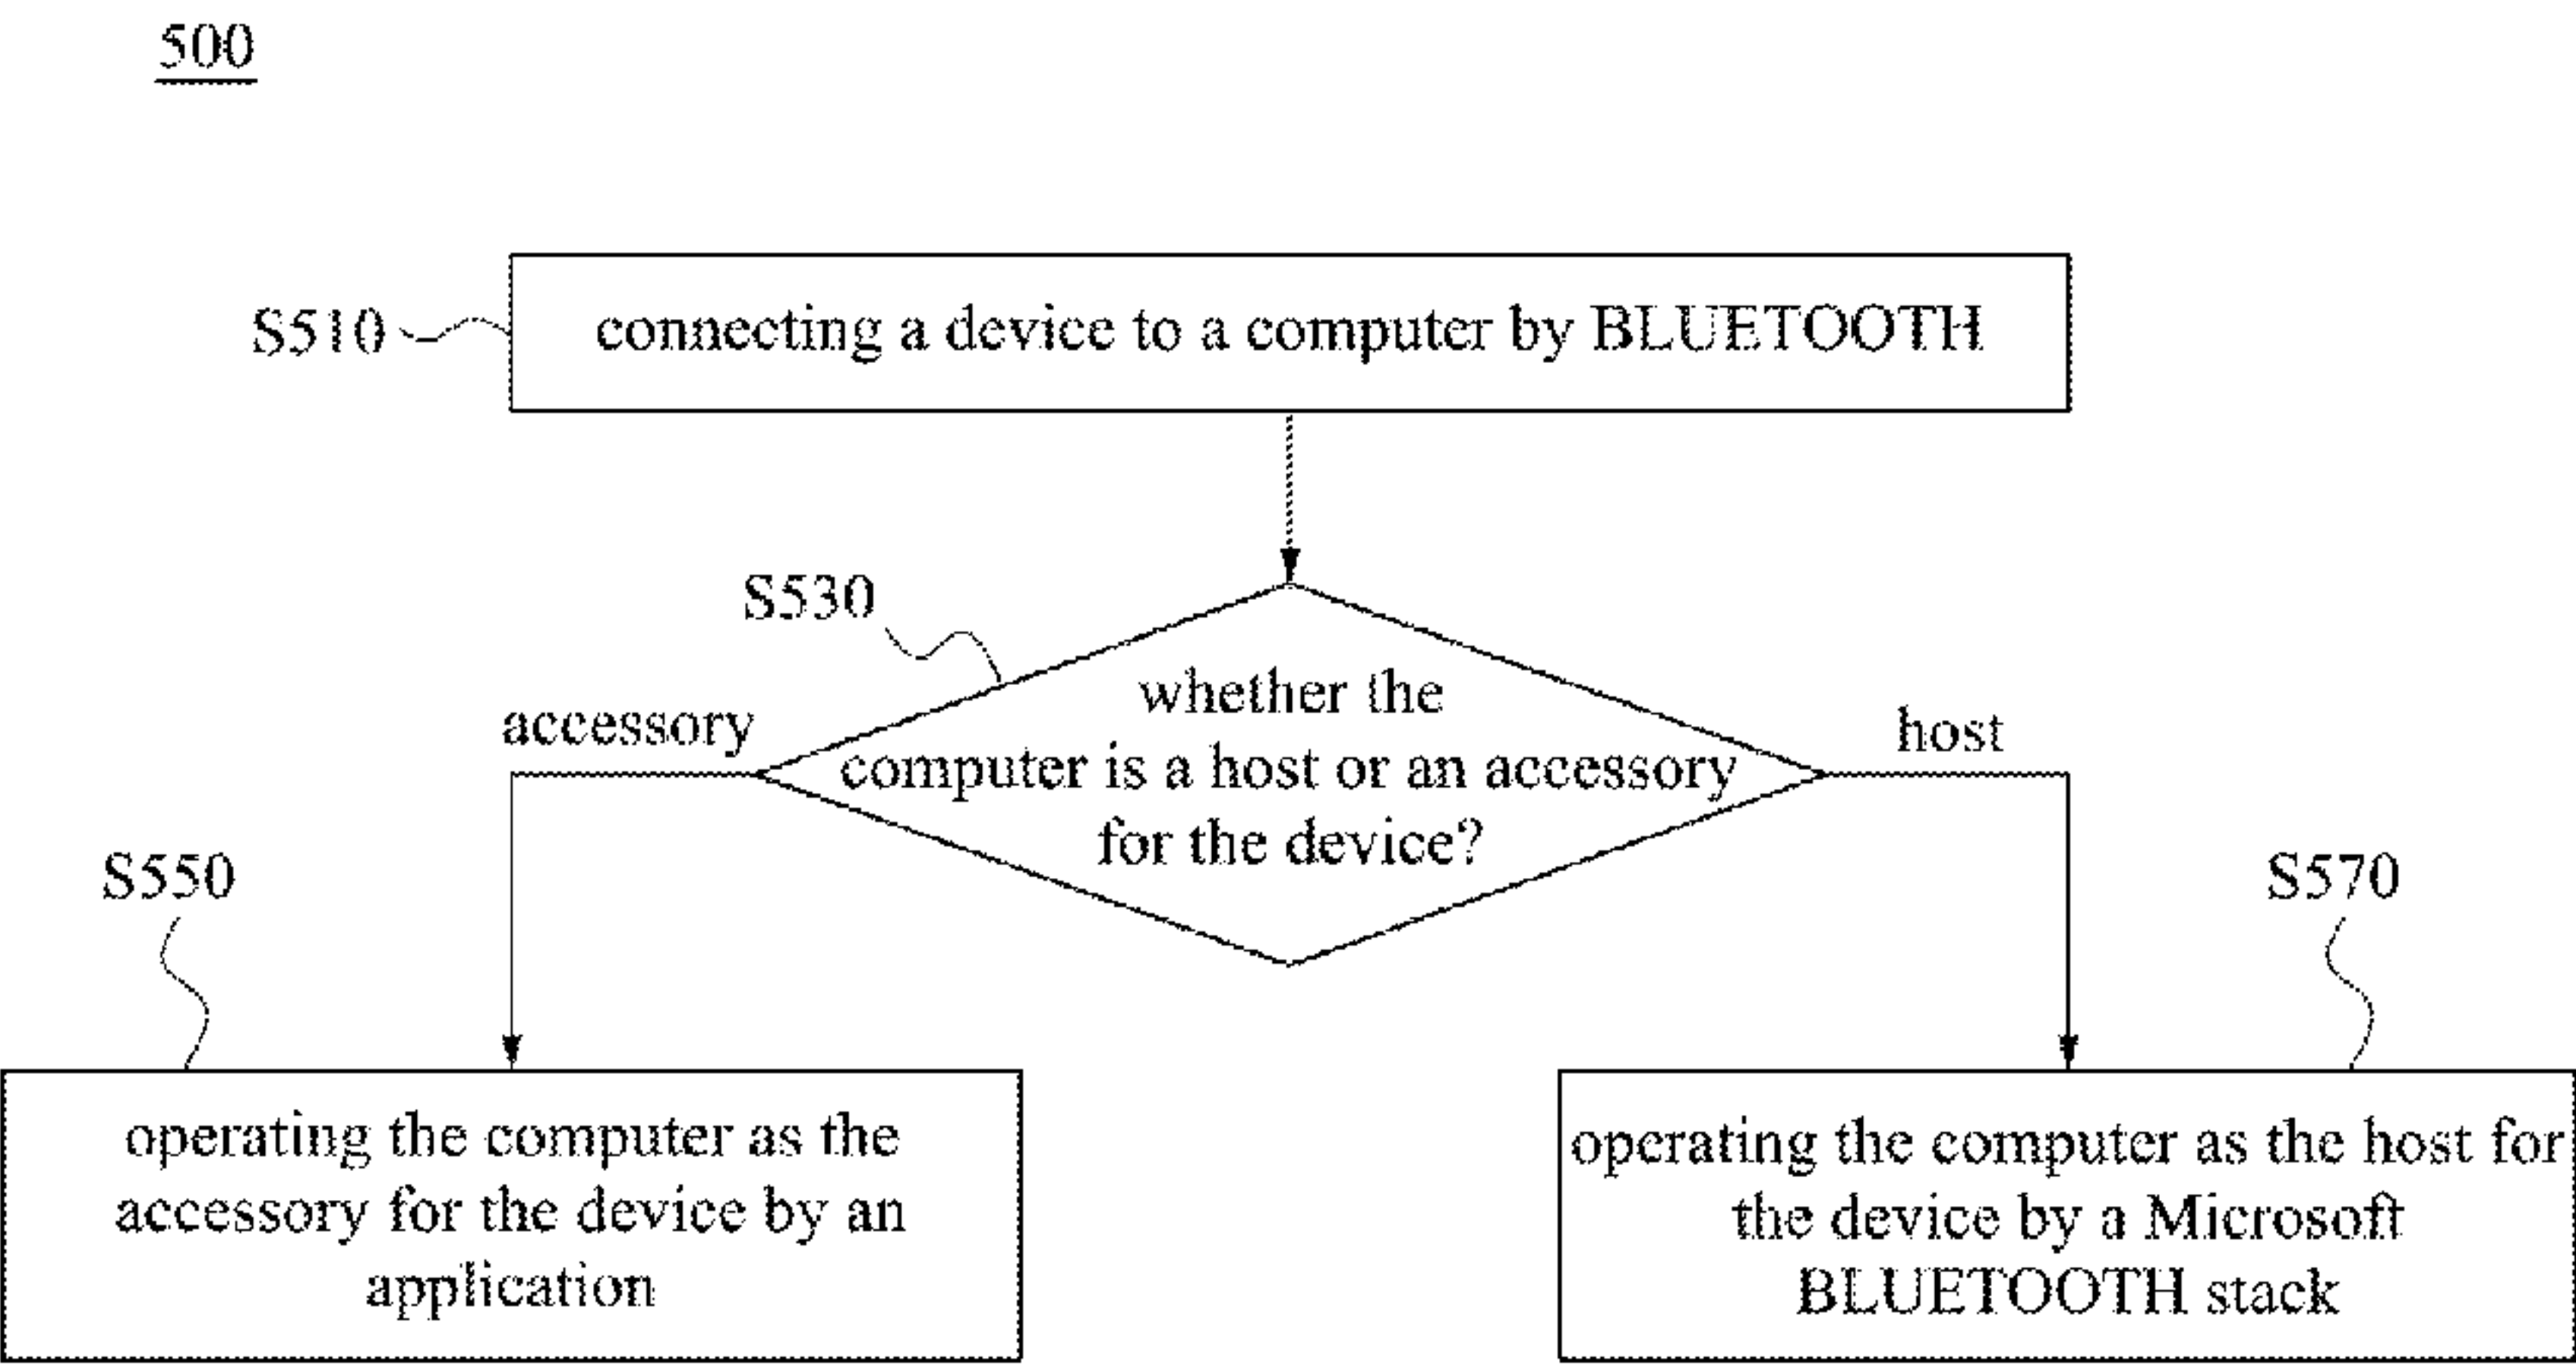 500
S510
connecting a device to a computer by BLUETOOTH
S530
whether the
computer is a host or an accessory
for the device?
accessory
host
S550
operating the computer as the
accessory for the device by an
application
S570
operating the computer as the host for
the device by a Microsoft
BLUETOOTH stack